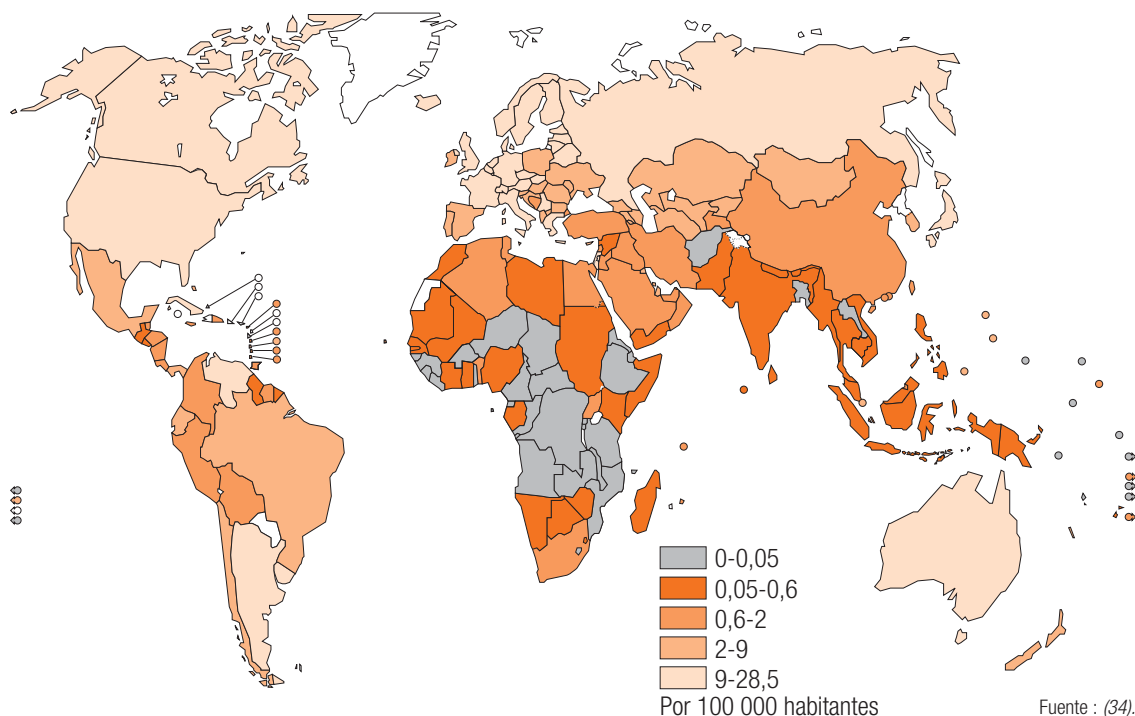 0-0,05
0,05-0,6
0,6-2
2-9
9-28,5
Por 100 000 habitantes
Fuente : (34).